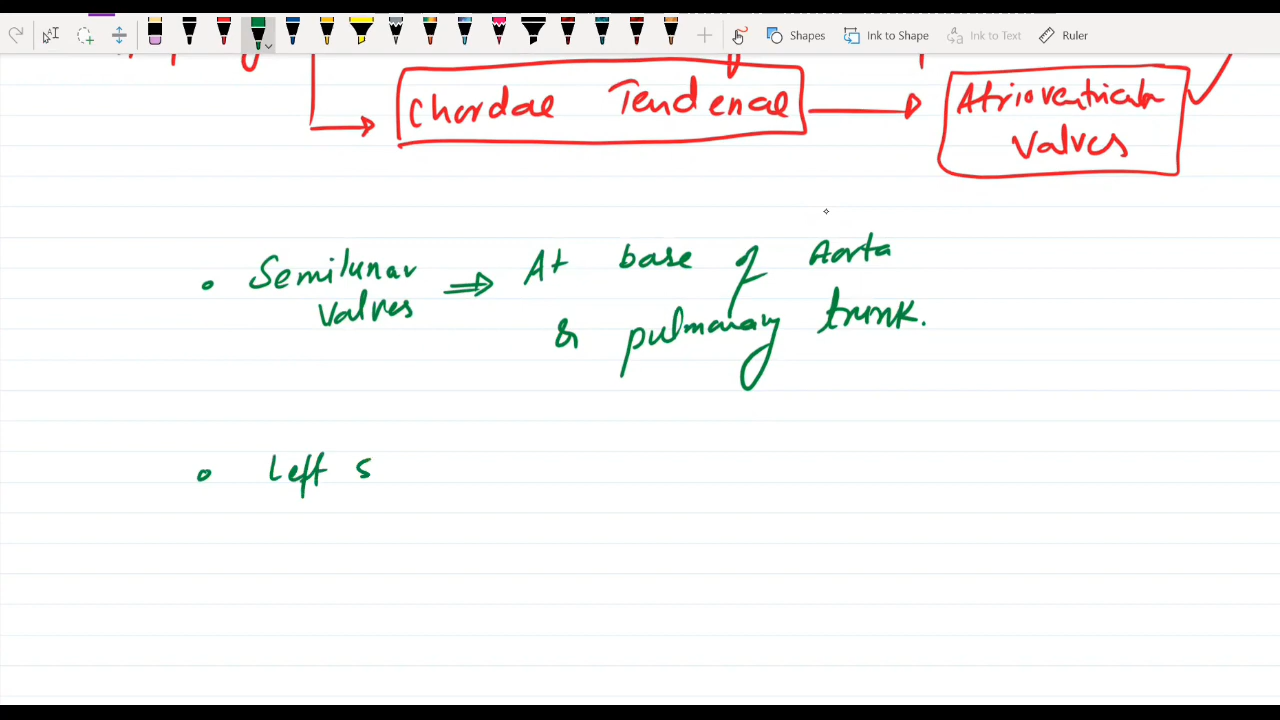 Shapes Ink to Shape Ink to Text Ruler
Chordae Tendenae
Atrioventricular
Valves
Semilunar
Valves ⇒ At base of Aorta
& pulmonary trunk.
Left s